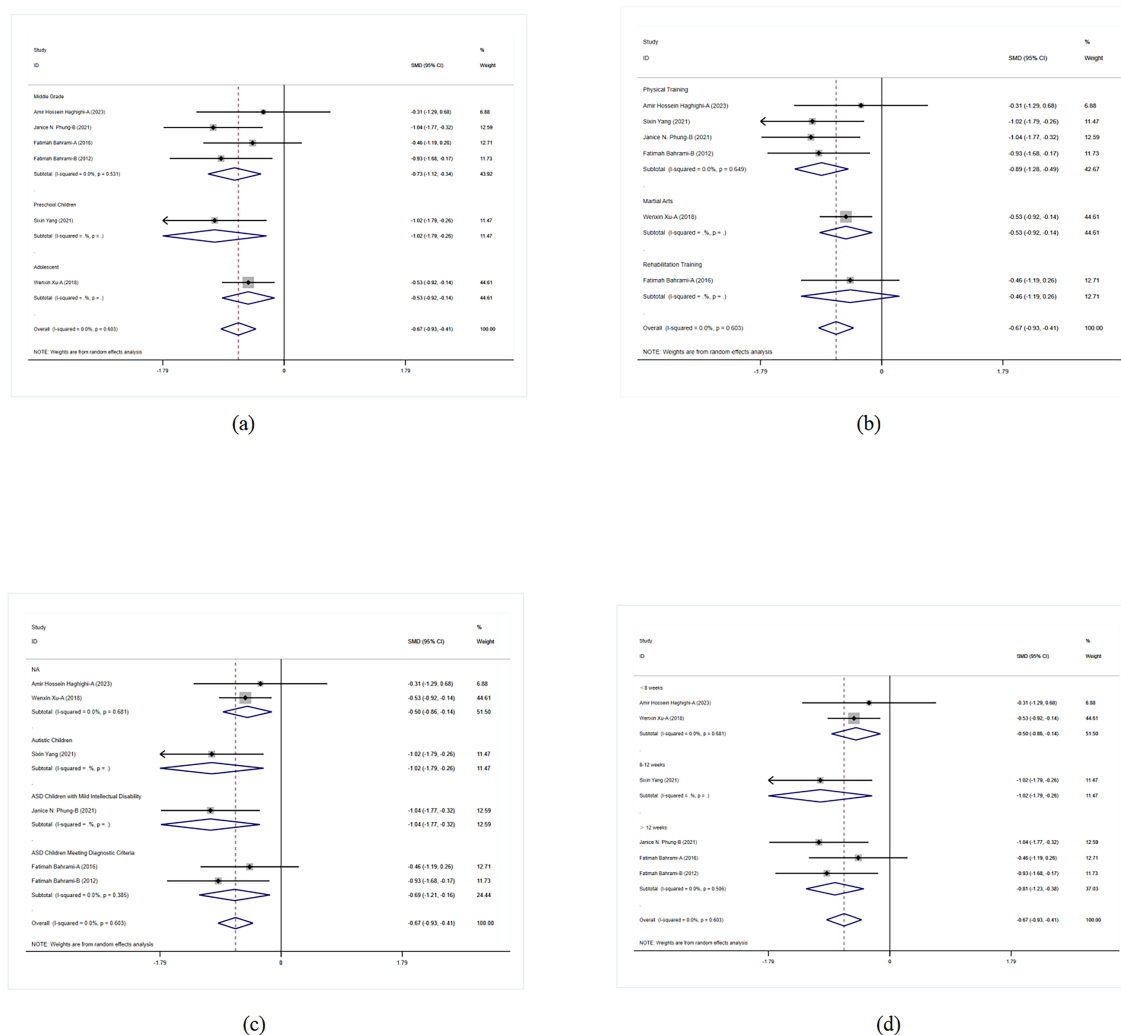 Study %
ID SMD (95% CI) Weight
Middle Grade
Amir Hossein Haghighi-A (2023) -0.31 (-1.29, 0.68) 6.88
Janice N. Phung-B (2021) -1.04 (-1.77, -0.32) 12.59
Fatimah Bahrami-A (2016) -0.46 (-1.19, 0.26) 12.71
Fatimah Bahrami-B (2012) -0.93 (-1.68, -0.17) 11.73
Subtotal (I-squared = 0.0%, p = 0.531) -0.73 (-1.12, -0.34) 43.92
.
Preschool Children
Sixin Yang (2021) -1.02 (-1.79, -0.26) 11.47
Subtotal (I-squared = .%, p = .) -1.02 (-1.79, -0.26) 11.47
.
Adolescent
Wenxin Xu-A (2018) -0.53 (-0.92, -0.14) 44.61
Subtotal (I-squared = .%, p = .) -0.53 (-0.92, -0.14) 44.61
.
Overall (I-squared = 0.0%, p = 0.603) -0.67 (-0.93, -0.41) 100.00
NOTE: Weights are from random effects analysis
-1.79 0 1.79
(a)
Study %
ID SMD (95% CI) Weight
Physical Training
Amir Hossein Haghighi-A (2023) -0.31 (-1.29, 0.68) 6.88
Sixin Yang (2021) -1.02 (-1.79, -0.26) 11.47
Janice N. Phung-B (2021) -1.04 (-1.77, -0.32) 12.59
Fatimah Bahrami-B (2012) -0.93 (-1.68, -0.17) 11.73
Subtotal (I-squared = 0.0%, p = 0.649) -0.89 (-1.28, -0.49) 42.67
.
Martial Arts
Wenxin Xu-A (2018) -0.53 (-0.92, -0.14) 44.61
Subtotal (I-squared = .%, p = .) -0.53 (-0.92, -0.14) 44.61
.
Rehabilitation Training
Fatimah Bahrami-A (2016) -0.46 (-1.19, 0.26) 12.71
Subtotal (I-squared = .%, p = .) -0.46 (-1.19, 0.26) 12.71
.
Overall (I-squared = 0.0%, p = 0.603) -0.67 (-0.93, -0.41) 100.00
NOTE: Weights are from random effects analysis
-1.79 0 1.79
(b)
Study %
ID SMD (95% CI) Weight
NA
Amir Hossein Haghighi-A (2023) -0.31 (-1.29, 0.68) 6.88
Wenxin Xu-A (2018) -0.53 (-0.92, -0.14) 44.61
Subtotal (I-squared = 0.0%, p = 0.681) -0.50 (-0.86, -0.14) 51.50
.
Autistic Children
Sixin Yang (2021) -1.02 (-1.79, -0.26) 11.47
Subtotal (I-squared = .%, p = .) -1.02 (-1.79, -0.26) 11.47
.
ASD Children with Mild Intellectual Disability
Janice N. Phung-B (2021) -1.04 (-1.77, -0.32) 12.59
Subtotal (I-squared = .%, p = .) -1.04 (-1.77, -0.32) 12.59
.
ASD Children Meeting Diagnostic Criteria
Fatimah Bahrami-A (2016) -0.46 (-1.19, 0.26) 12.71
Fatimah Bahrami-B (2012) -0.93 (-1.68, -0.17) 11.73
Subtotal (I-squared = 0.0%, p = 0.385) -0.69 (-1.21, -0.16) 24.44
.
Overall (I-squared = 0.0%, p = 0.603) -0.67 (-0.93, -0.41) 100.00
NOTE: Weights are from random effects analysis
-1.79 0 1.79
(c)
Study %
ID SMD (95% CI) Weight
<8 weeks
Amir Hossein Haghighi-A (2023) -0.31 (-1.29, 0.68) 6.88
Wenxin Xu-A (2018) -0.53 (-0.92, -0.14) 44.61
Subtotal (I-squared = 0.0%, p = 0.681) -0.50 (-0.86, -0.14) 51.50
.
8-12 weeks
Sixin Yang (2021) -1.02 (-1.79, -0.26) 11.47
Subtotal (I-squared = .%, p = .) -1.02 (-1.79, -0.26) 11.47
.
> 12 weeks
Janice N. Phung-B (2021) -1.04 (-1.77, -0.32) 12.59
Fatimah Bahrami-A (2016) -0.46 (-1.19, 0.26) 12.71
Fatimah Bahrami-B (2012) -0.93 (-1.68, -0.17) 11.73
Subtotal (I-squared = 0.0%, p = 0.506) -0.81 (-1.23, -0.38) 37.03
.
Overall (I-squared = 0.0%, p = 0.603) -0.67 (-0.93, -0.41) 100.00
NOTE: Weights are from random effects analysis
-1.79 0 1.79
(d)